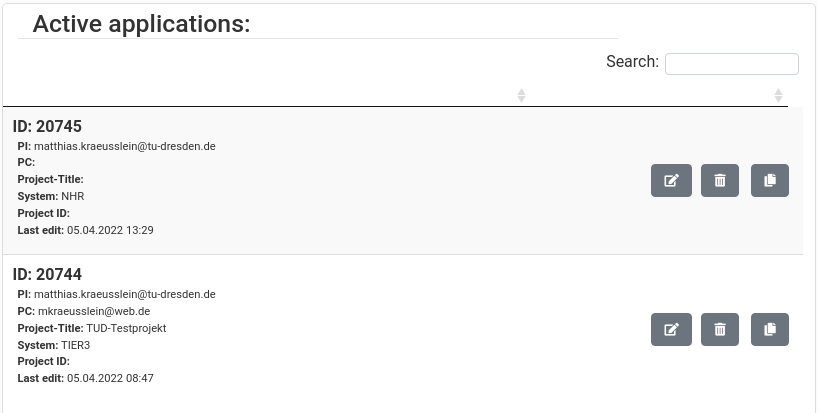 Active applications:
Search:
ID: 20745
PI: matthias.kraeusslein@tu-dresden.de
PC:
Project-Title:
System: NHR
Project ID:
Last edit: 05.04.2022 13:29
ID: 20744
PI: matthias.kraeusslein@tu-dresden.de
PC: mkraeusslein@web.de
Project-Title: TUD-Testprojekt
System: TIER3
Project ID:
Last edit: 05.04.2022 08:47